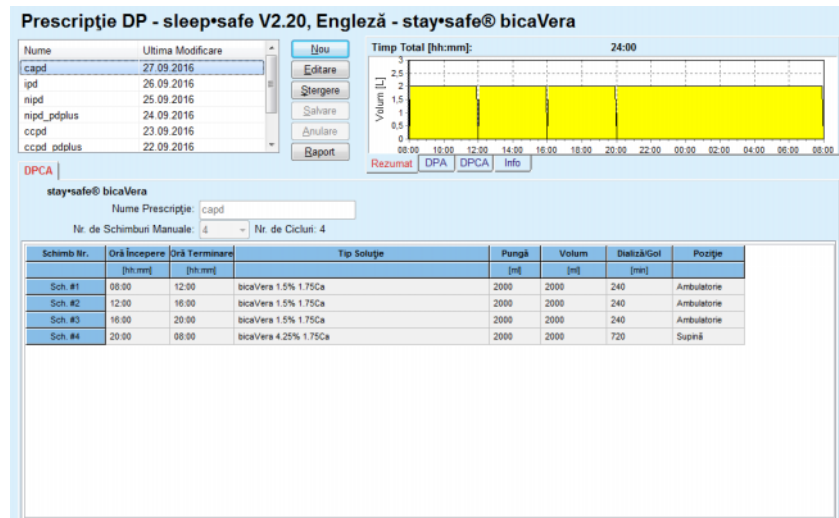 Prescripție DP - sleep•safe V2.20, Engleză - stay•safe® bicaVera
Nume Ultima Modificare
capd 27.09.2016
ipd 26.09.2016
nipd 25.09.2016
nipd_pdplus 24.09.2016
ccpd 23.09.2016
ccpd_pdplus 22.09.2016
Nou
Editare
Ștergere
Salvare
Anulare
Raport
Timp Total [hh:mm]: 24:00
Volum [L]
3
2,5
2
1,5
1
0,5
0
08:00 10:00 12:00 14:00 16:00 18:00 20:00 22:00 00:00 02:00 04:00 06:00 08:00
Rezumat DPA DPCA Info
DPCA
stay•safe® bicaVera
Nume Prescripție: capd
Nr. de Schimburi Manuale: 4 Nr. de Cicluri: 4
Schimb Nr. Oră Începere Oră Terminare Tip Soluție Pungă Volum Dializă/Gol Poziție
[hh:mm] [hh:mm] [ml] [ml] [min]
Sch. #1 08:00 12:00 bicaVera 1.5% 1.75Ca 2000 2000 240 Ambulatorie
Sch. #2 12:00 16:00 bicaVera 1.5% 1.75Ca 2000 2000 240 Ambulatorie
Sch. #3 16:00 20:00 bicaVera 1.5% 1.75Ca 2000 2000 240 Ambulatorie
Sch. #4 20:00 08:00 bicaVera 4.25% 1.75Ca 2000 2000 720 Supină